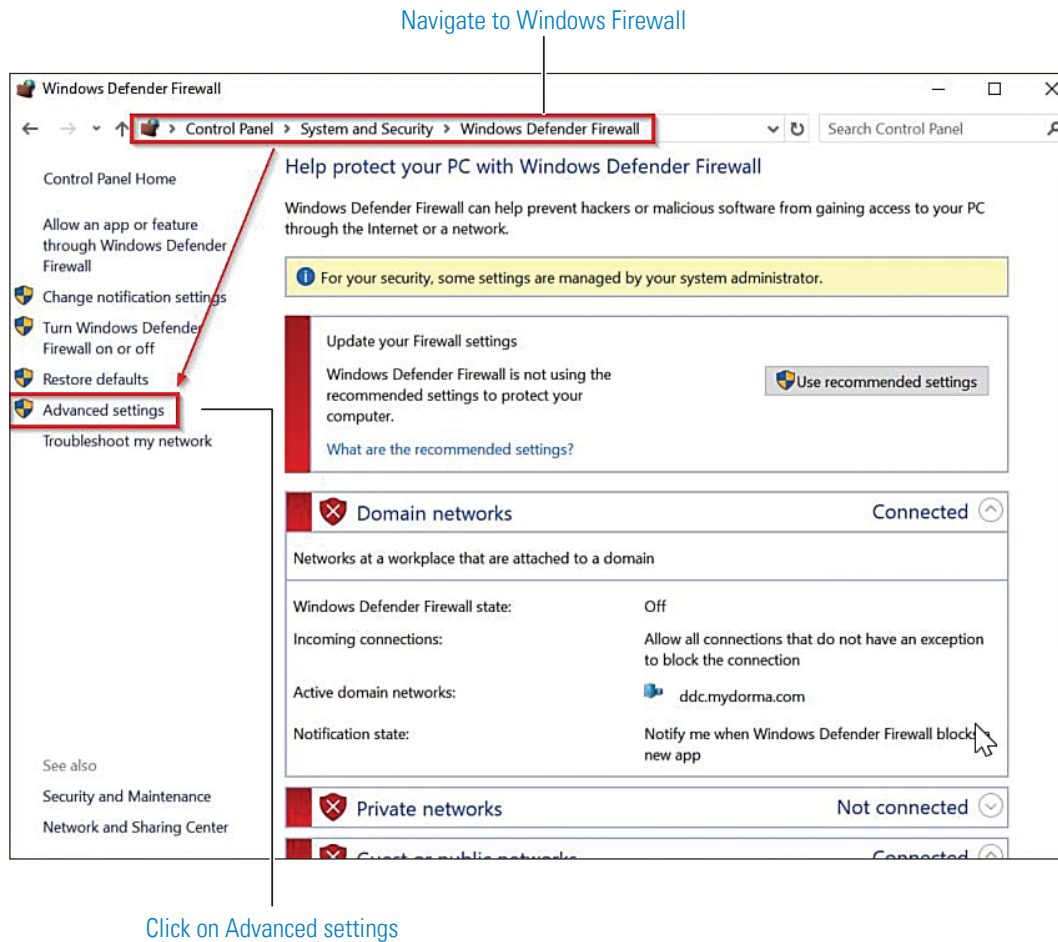 Navigate to Windows Firewall
Windows Defender Firewall
Control Panel > System and Security > Windows Defender Firewall
Search Control Panel
Control Panel Home
Allow an app or feature
through Windows Defender
Firewall
Change notification settings
Turn Windows Defender
Firewall on or off
Restore defaults
Advanced settings
Troubleshoot my network
See also
Security and Maintenance
Network and Sharing Center
Help protect your PC with Windows Defender Firewall
Windows Defender Firewall can help prevent hackers or malicious software from gaining access to your PC
through the Internet or a network.
For your security, some settings are managed by your system administrator.
Update your Firewall settings
Windows Defender Firewall is not using the
recommended settings to protect your
computer.
What are the recommended settings?
Use recommended settings
Domain networks Connected
Networks at a workplace that are attached to a domain
Windows Defender Firewall state: Off
Incoming connections: Allow all connections that do not have an exception
to block the connection
Active domain networks: ddc.mydorma.com
Notification state: Notify me when Windows Defender Firewall blocks a
new app
Private networks Not connected
Guest or public networks Connected
Click on Advanced settings